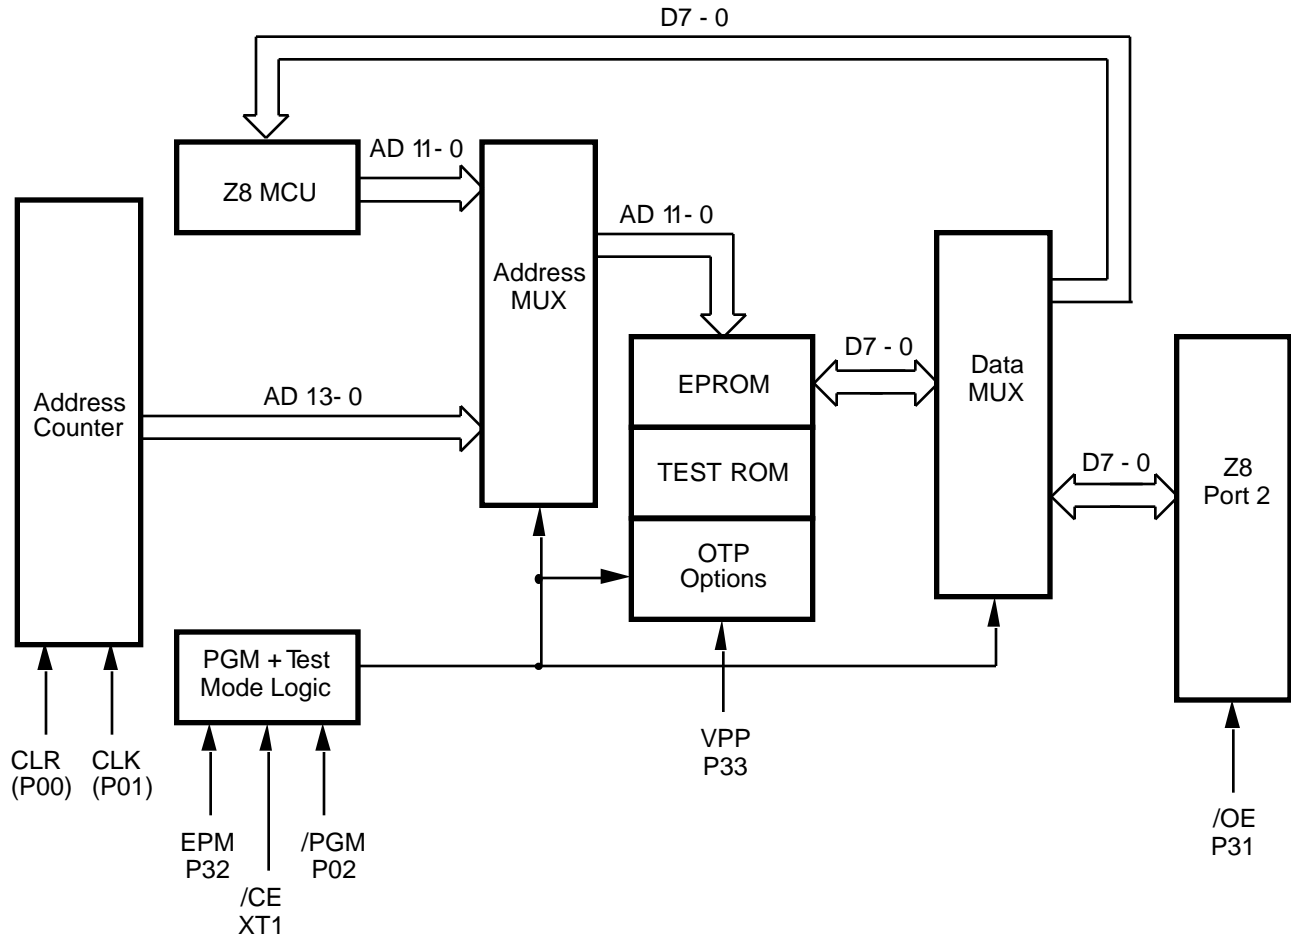 D7 - 0
AD 11- 0
Z8 MCU
AD 11- 0
Address
MUX
D7 - 0
EPROM
Data
MUX
AD 13- 0
Address
Counter
TEST ROM
D7 - 0
Z8
Port 2
OTP
Options
PGM + Test
Mode Logic
CLR
(P00)
CLK
(P01)
VPP
P33
EPM
P32
/PGM
P02
/OE
P31
/CE
XT1